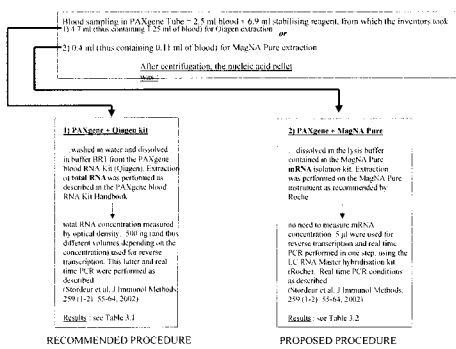 Blood sampling in PAXgene Tube = 2.5 ml blood + 6.9 ml stabilising reagent, from which the inventors took
1) 4.7 ml (thus containing 1.25 ml of blood) for Qiagen extraction
or
2) 0.4 ml (thus containing 0.11 ml of blood) for MagNA Pure extraction
After centrifugation, the nucleic acid pellet
was :
1) PAXgene + Qiagen kit
...washed in water and dissolved
in buffer BR1 from the PAXgene
blood RNA Kit (Qiagen). Extraction
of total RNA was performed as
described in the PAXgene blood
RNA Kit Handbook
total RNA concentration measured
by optical density. 500 ng (and thus
different volumes depending on the
concentration) used for reverse
transcription. This latter and real
time PCR were performed as
described
(Stordeur et al. J Immunol Methods,
259 (1-2): 55-64, 2002)
Results : see Table 3.1
RECOMMENDED PROCEDURE
2) PAXgene + MagNA Pure
... dissolved in the lysis buffer
contained in the MagNA Pure
mRNA isolation kit. Extraction
was performed on the MagNA Pure
instrument as recommended by
Roche
no need to measure mRNA
concentration. 5 µl were used for
reverse transcription and real time
PCR performed in one step, using the
LC RNA Master hybridisation kit
(Roche). Real time PCR conditions
as described
(Stordeur et al. J Immunol Methods,
259 (1-2): 55-64, 2002)
Results : see Table 3.2
PROPOSED PROCEDURE